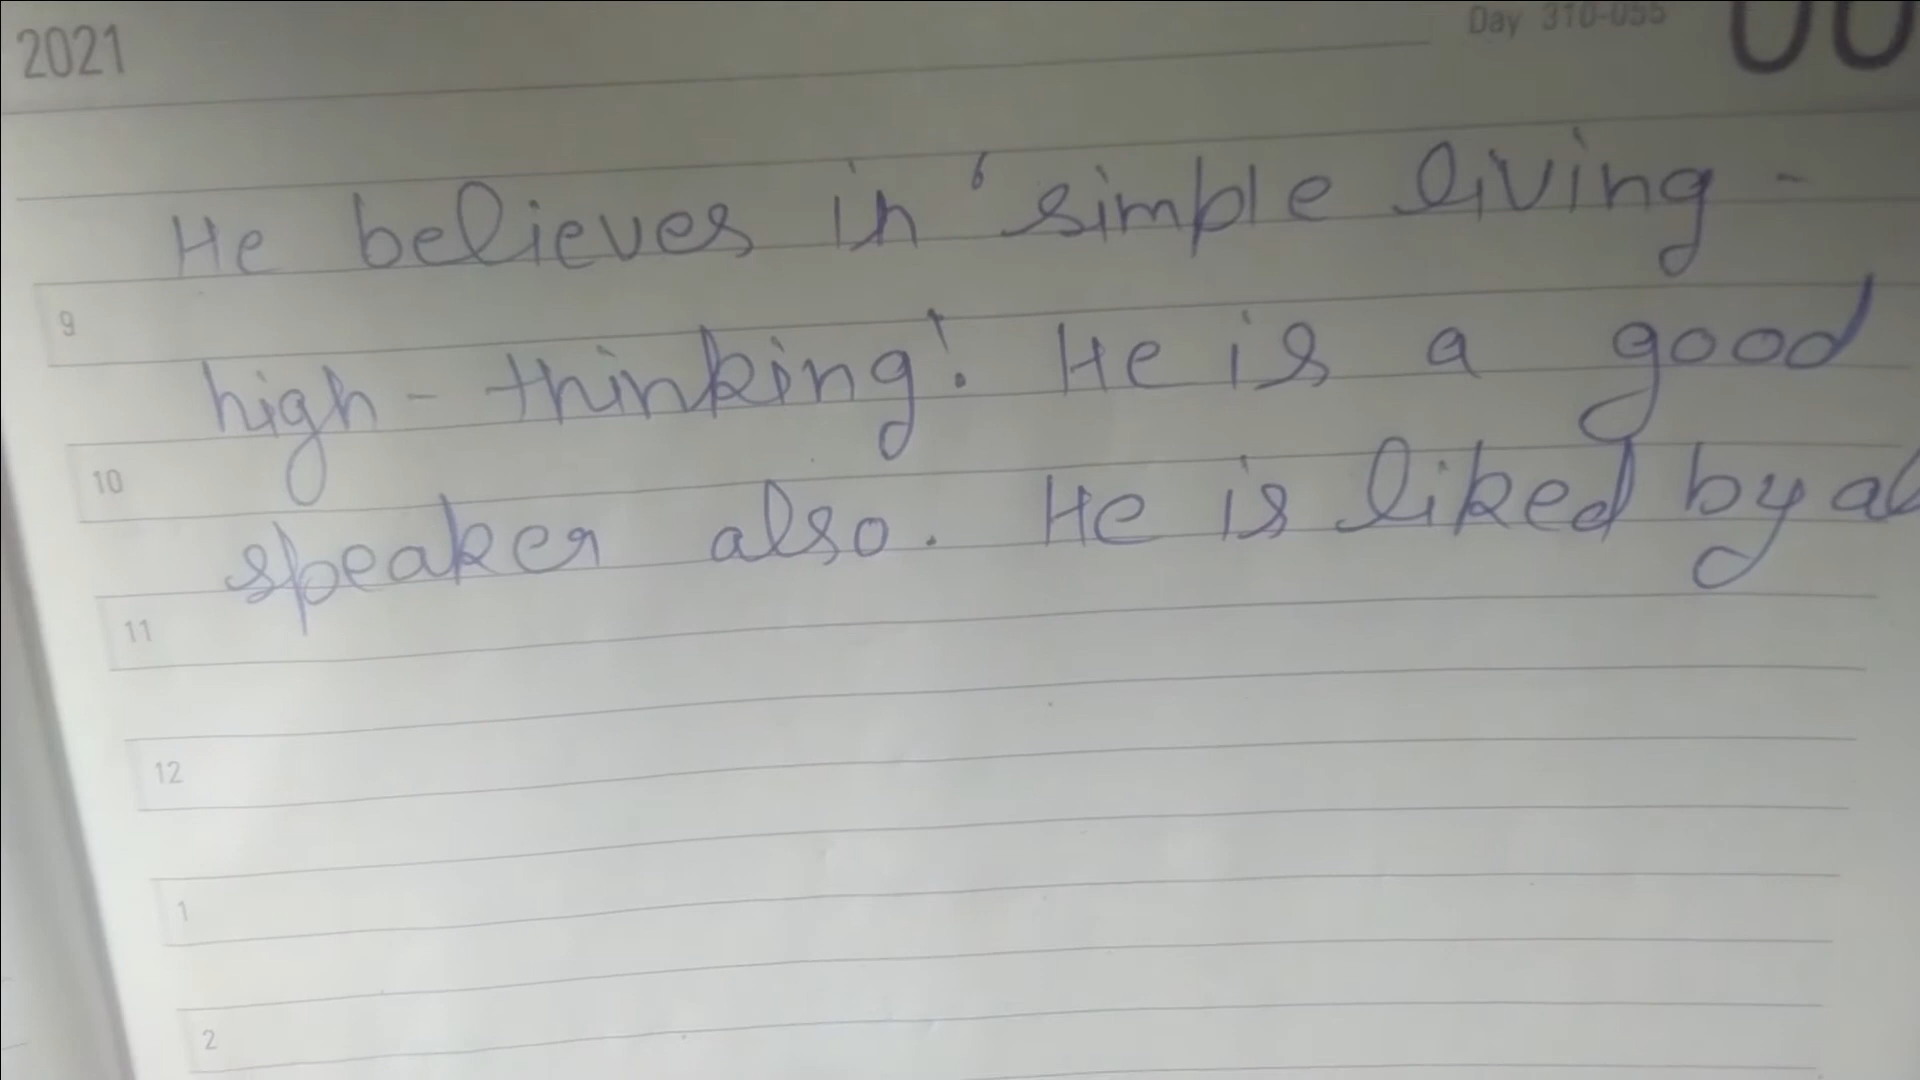 2021
Day 310-055
He believes in 'simple living -
high - thinking'. He is a good
speaker also. He is liked by
9
10
11
12
1
2